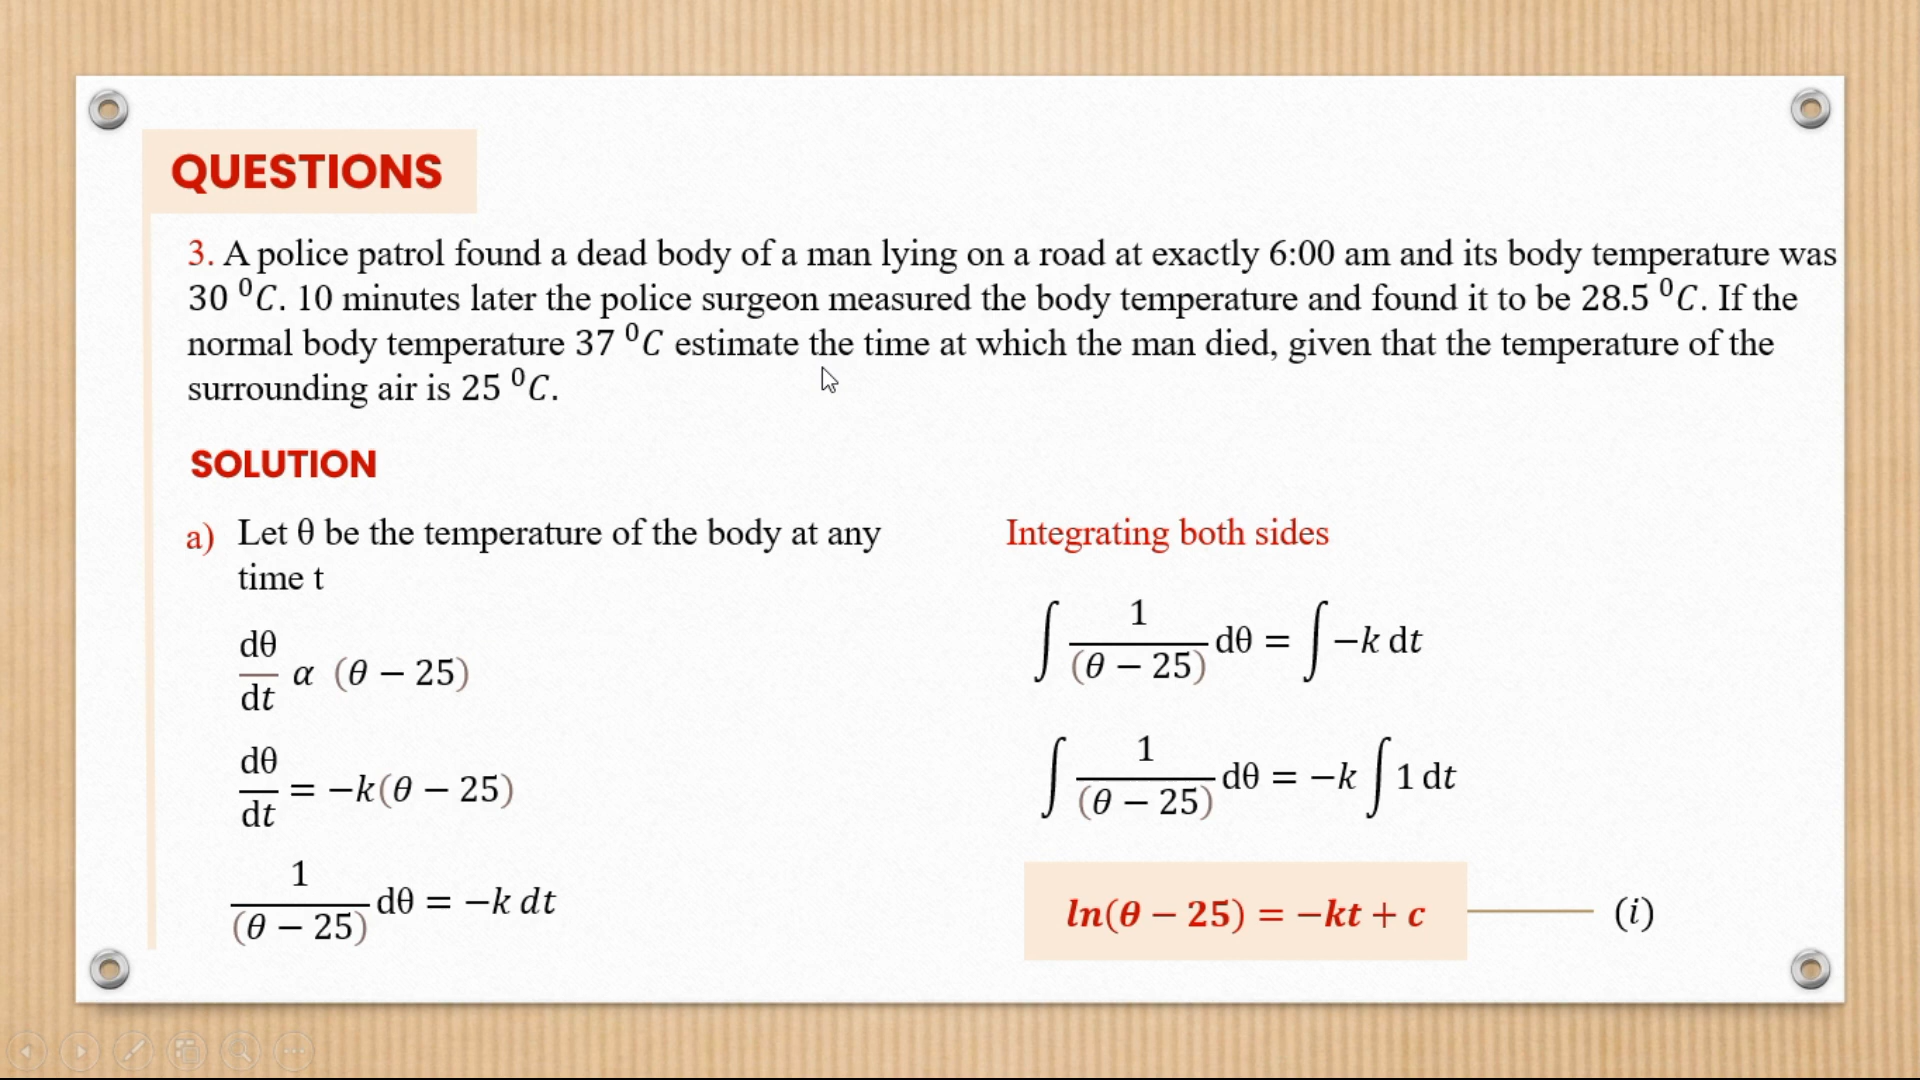 QUESTIONS
3. A police patrol found a dead body of a man lying on a road at exactly 6:00 am and its body temperature was
30 ⁰C. 10 minutes later the police surgeon measured the body temperature and found it to be 28.5 ⁰C. If the
normal body temperature 37 ⁰C estimate the time at which the man died, given that the temperature of the
surrounding air is 25 ⁰C.
SOLUTION
a) Let θ be the temperature of the body at any
time t
dθ/dt α (θ − 25)
dθ/dt = −k(θ − 25)
1/(θ − 25) dθ = −k dt
Integrating both sides
∫ 1/(θ − 25) dθ = ∫ −k dt
∫ 1/(θ − 25) dθ = −k ∫ 1 dt
ln(θ − 25) = −kt + c (i)